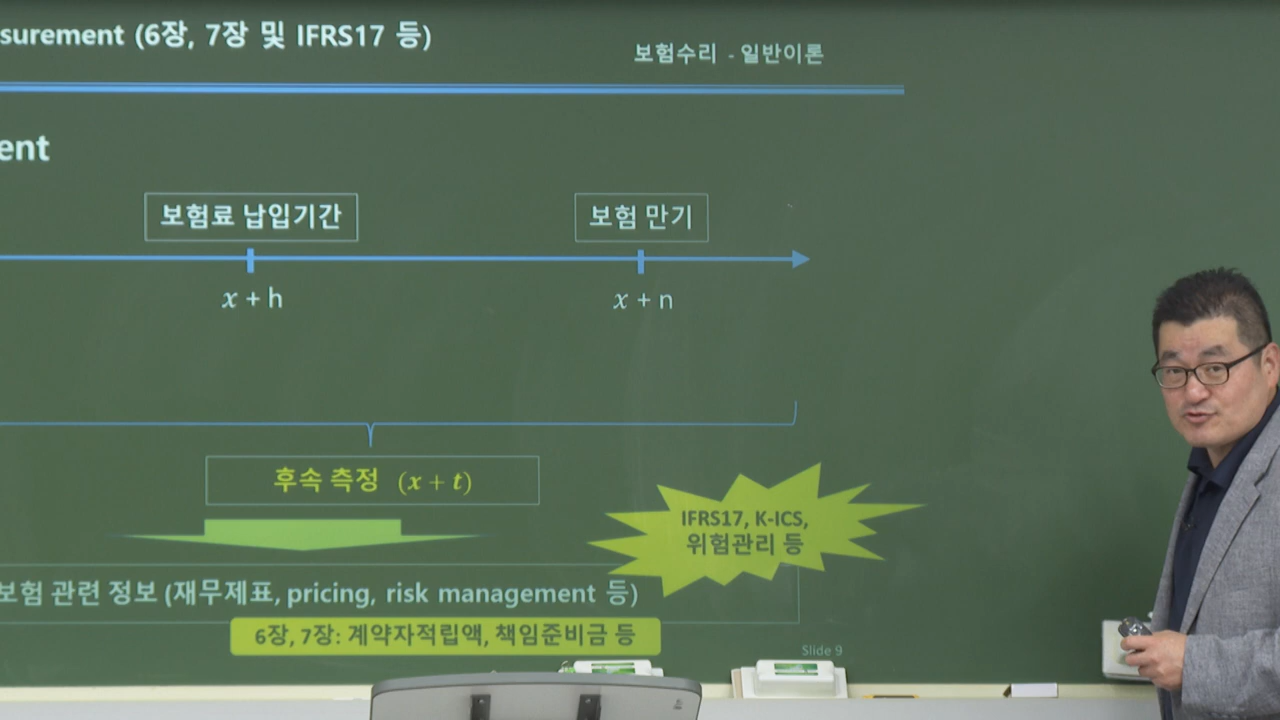 surement (6장, 7장 및 IFRS17 등)
보험수리 - 일반이론
ent
보험료 납입기간
보험 만기
x + h
x + n
후속 측정 (x + t)
IFRS17, K-ICS,
위험관리 등
보험 관련 정보 (재무제표, pricing, risk management 등)
6장, 7장: 계약자적립액, 책임준비금 등
Slide 9